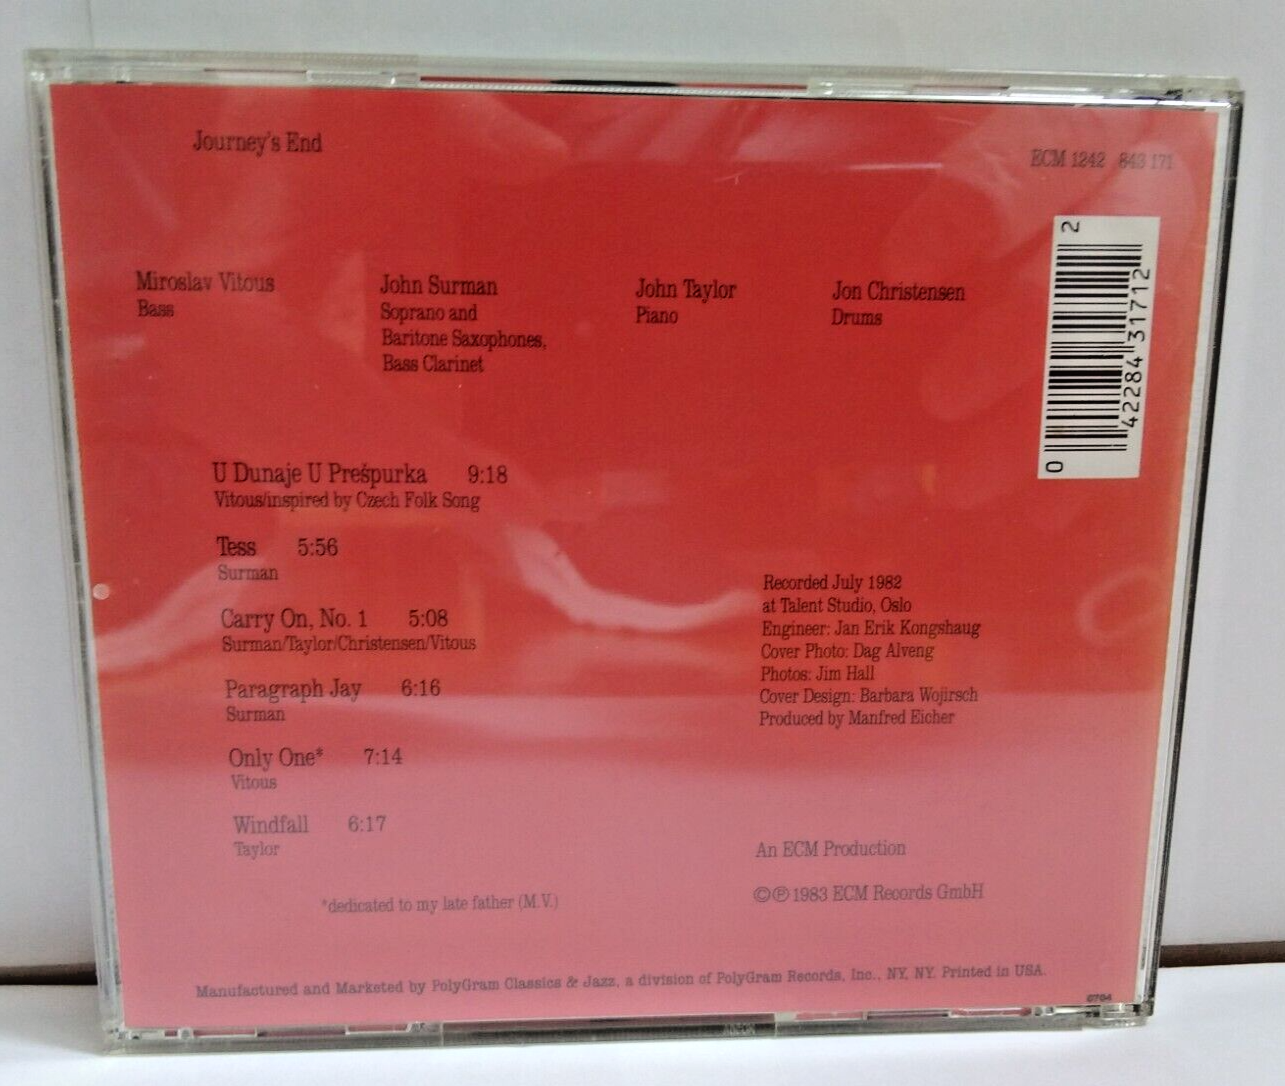 Journey's End
ECM 1242 843 171
Miroslav Vitous
Bass
John Surman
Soprano and
Baritone Saxophones,
Bass Clarinet
John Taylor
Piano
Jon Christensen
Drums
0 42284 31712 2
U Dunaje U Preśpurka 9:18
Vitous/inspired by Czech Folk Song
Tess 5:56
Surman
Carry On, No. 1 5:08
Surman/Taylor/Christensen/Vitous
Paragraph Jay 6:16
Surman
Only One* 7:14
Vitous
Windfall 6:17
Taylor
*dedicated to my late father (M.V.)
Recorded July 1982
at Talent Studio, Oslo
Engineer: Jan Erik Kongshaug
Cover Photo: Dag Alveng
Photos: Jim Hall
Cover Design: Barbara Wojirsch
Produced by Manfred Eicher
An ECM Production
©℗ 1983 ECM Records GmbH
Manufactured and Marketed by PolyGram Classics & Jazz, a division of PolyGram Records, Inc., NY, NY. Printed in USA.